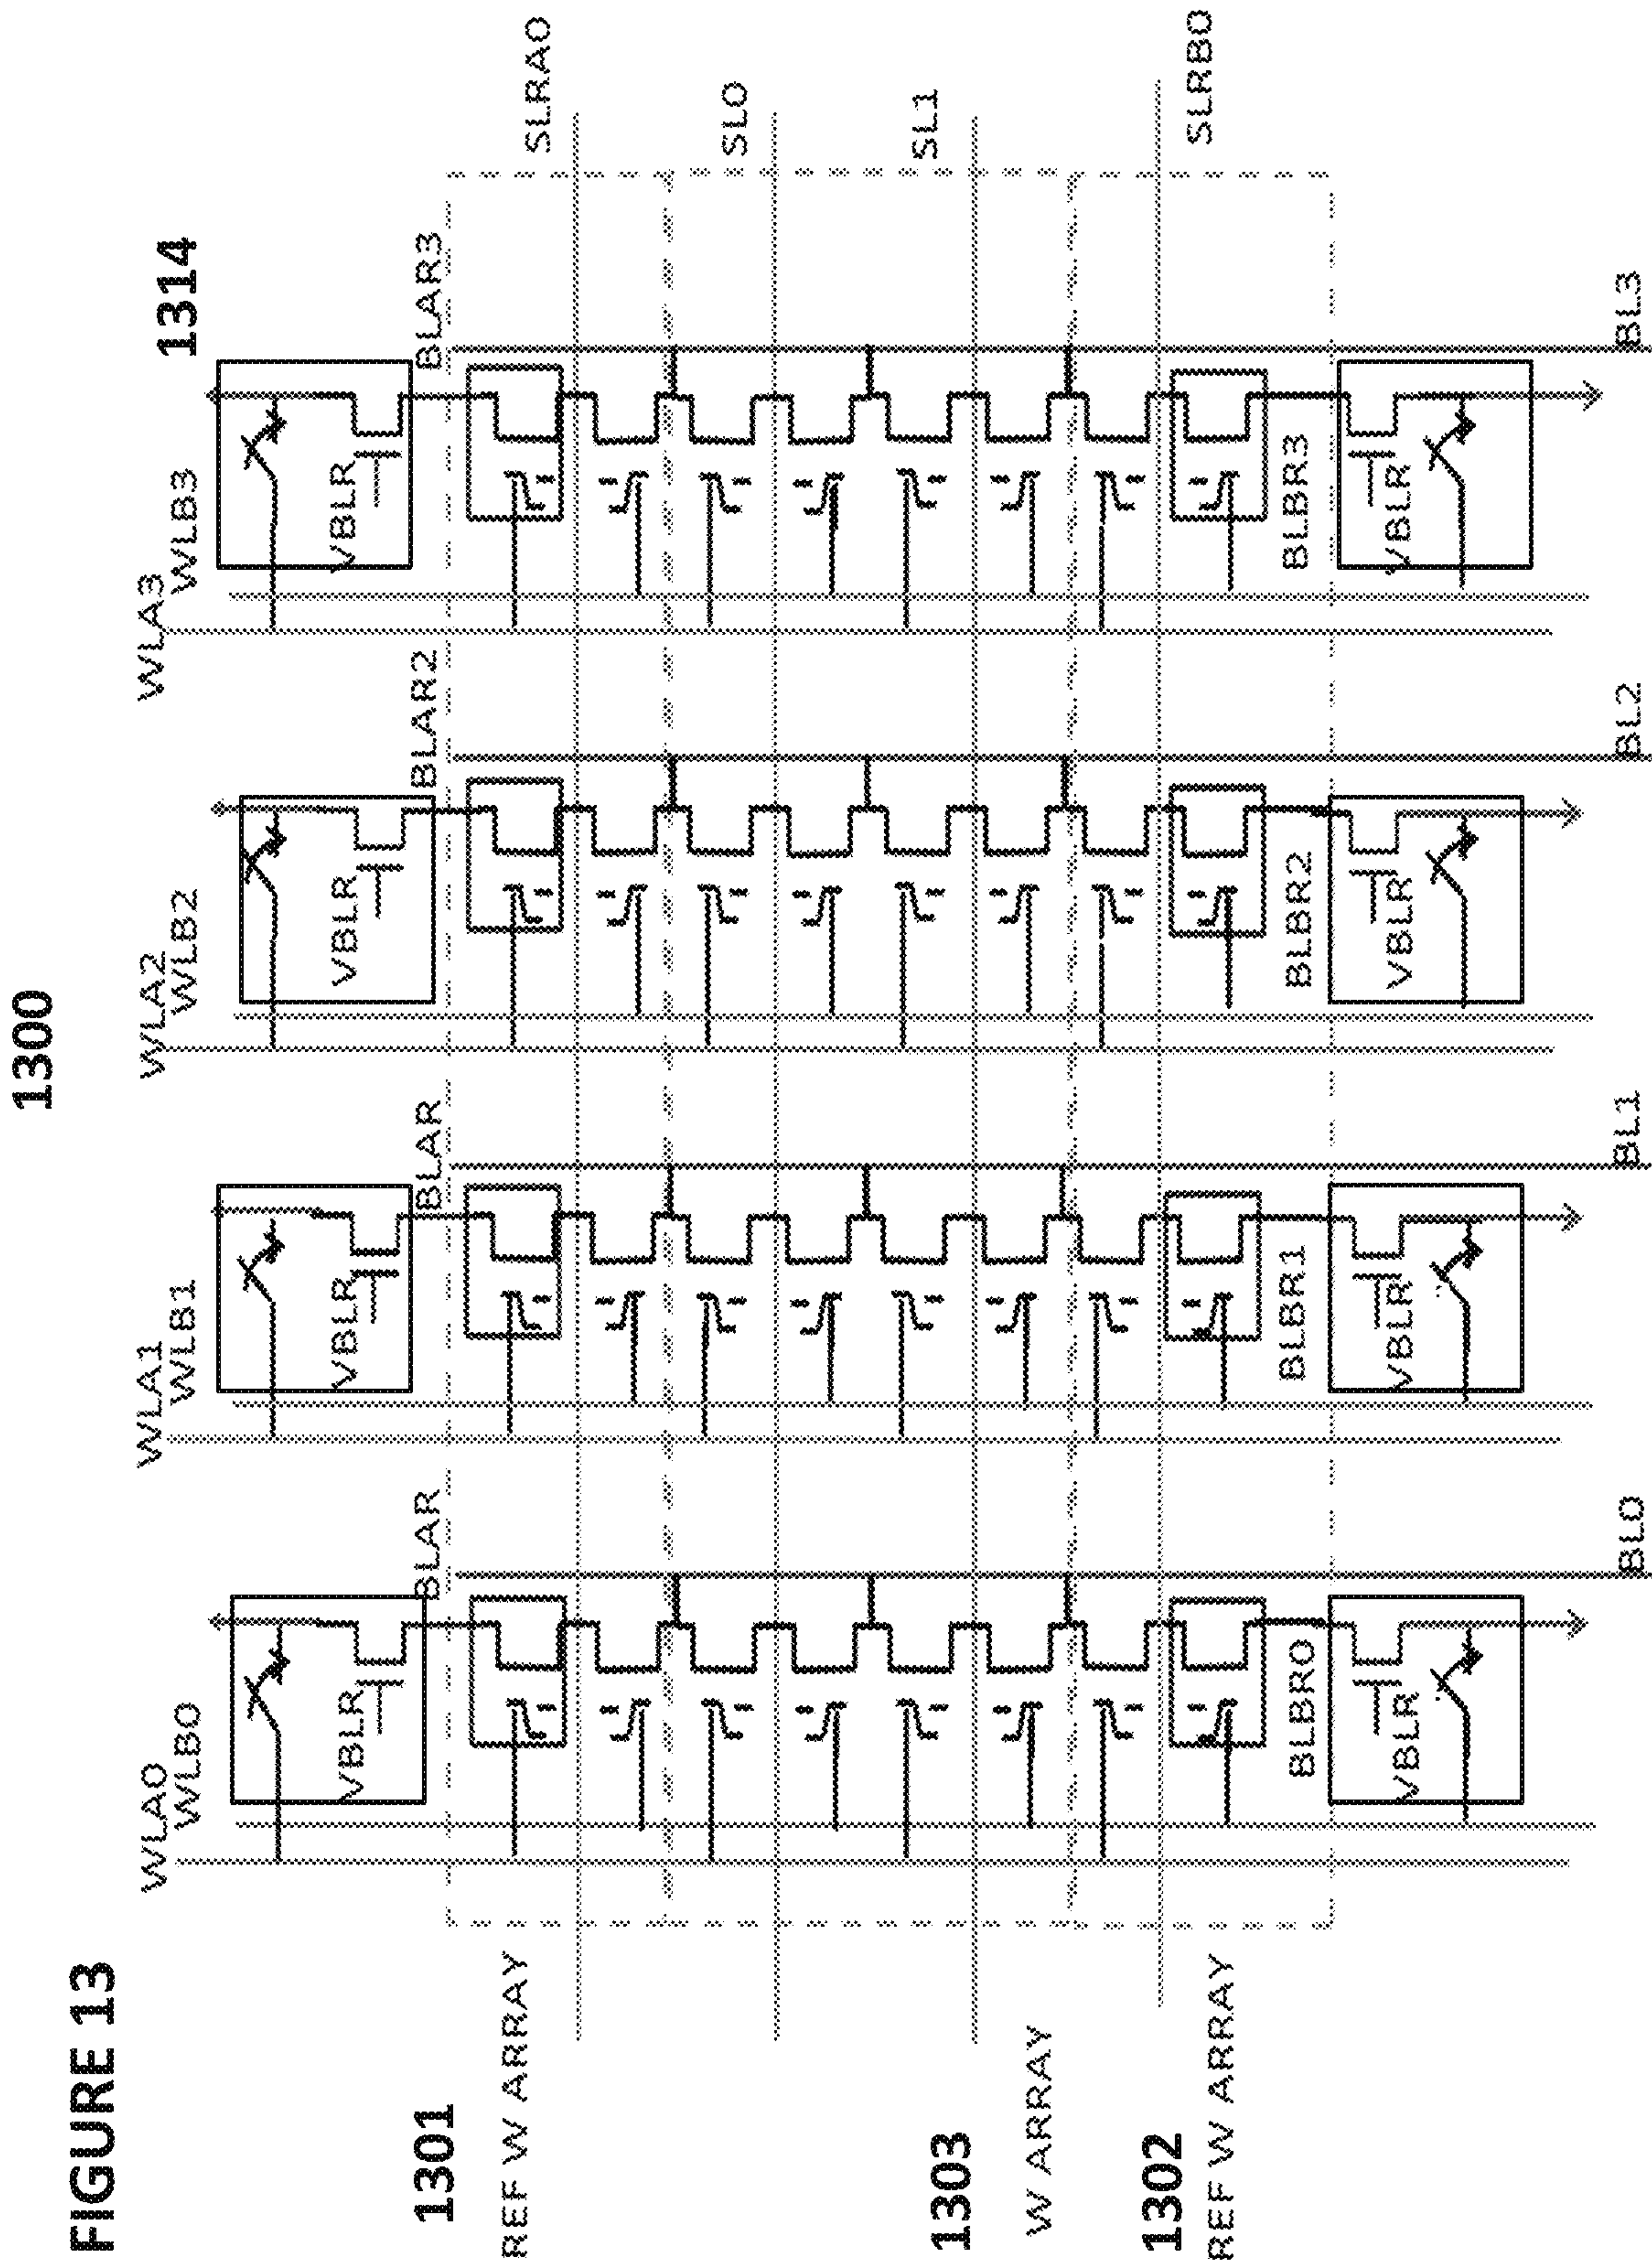 FIGURE 13
1300
WLA0
WLB0
WLA1
WLB1
WLA2
WLB2
WLA3
WLB3
1314
VBLR
VBLR
VBLR
VBLR
1301
BLAR
BLAR
BLAR2
BLAR3
REF W ARRAY
SLRA0
SL0
1303
SL1
W ARRAY
1302
REF W ARRAY
SLRB0
BLBR0
BLBR1
BLBR2
BLBR3
VBLR
VBLR
VBLR
VBLR
BL0
BL1
BL2
BL3